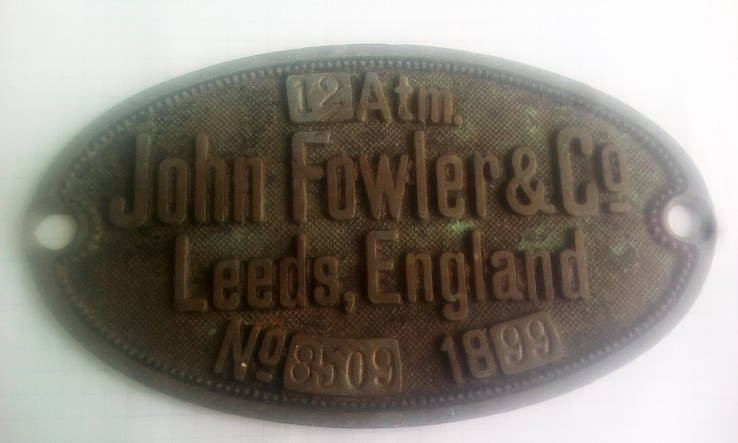 12 Atm.
John Fowler & Co
Leeds, England
No 8509 1899